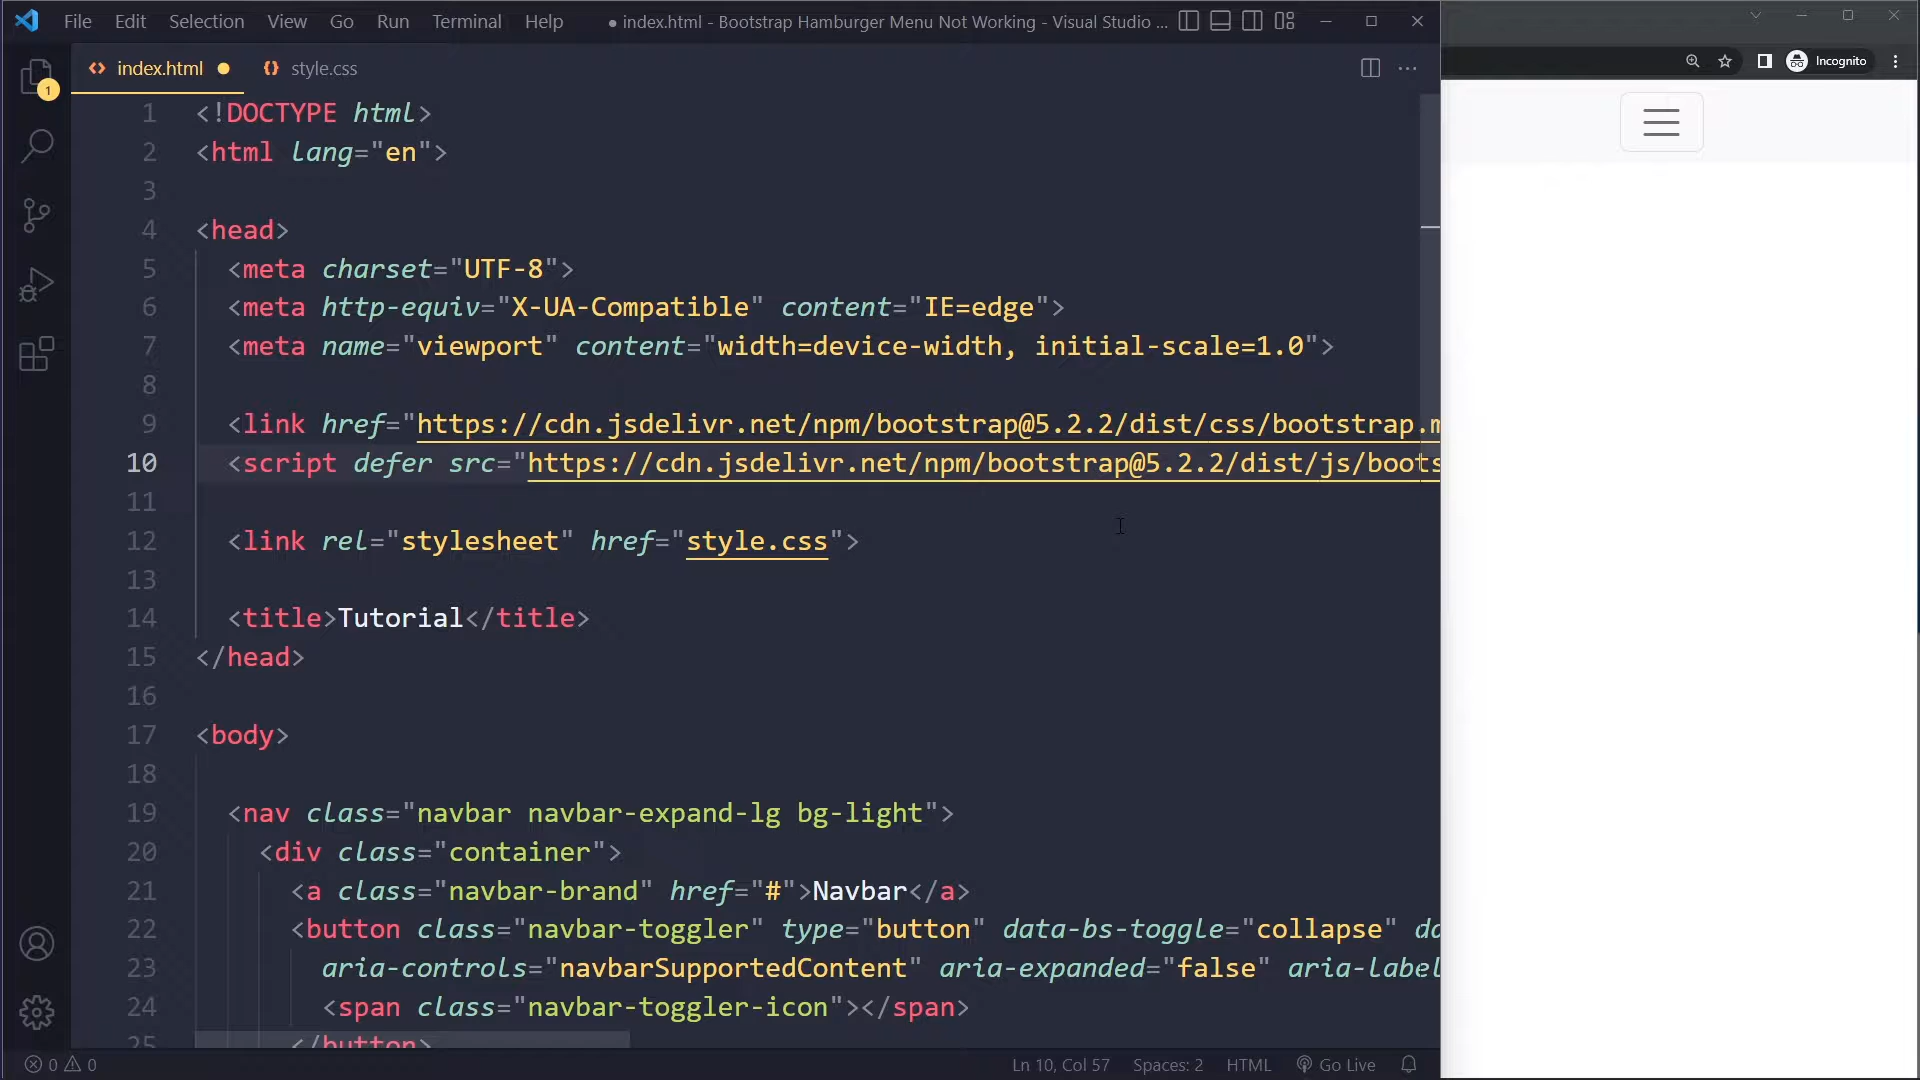 File Edit Selection View Go Run Terminal Help ● index.html - Bootstrap Hamburger Menu Not Working - Visual Studio ...
index.html style.css
1
Incognito
1 <!DOCTYPE html>
2 <html lang="en">
3
4 <head>
5 <meta charset="UTF-8">
6 <meta http-equiv="X-UA-Compatible" content="IE=edge">
7 <meta name="viewport" content="width=device-width, initial-scale=1.0">
8
9 <link href="https://cdn.jsdelivr.net/npm/bootstrap@5.2.2/dist/css/bootstrap.m
10 <script defer src="https://cdn.jsdelivr.net/npm/bootstrap@5.2.2/dist/js/boots
11
12 <link rel="stylesheet" href="style.css">
13
14 <title>Tutorial</title>
15 </head>
16
17 <body>
18
19 <nav class="navbar navbar-expand-lg bg-light">
20 <div class="container">
21 <a class="navbar-brand" href="#">Navbar</a>
22 <button class="navbar-toggler" type="button" data-bs-toggle="collapse" da
23 aria-controls="navbarSupportedContent" aria-expanded="false" aria-label
24 <span class="navbar-toggler-icon"></span>
25 </button>
0 0 Ln 10, Col 57 Spaces: 2 HTML Go Live